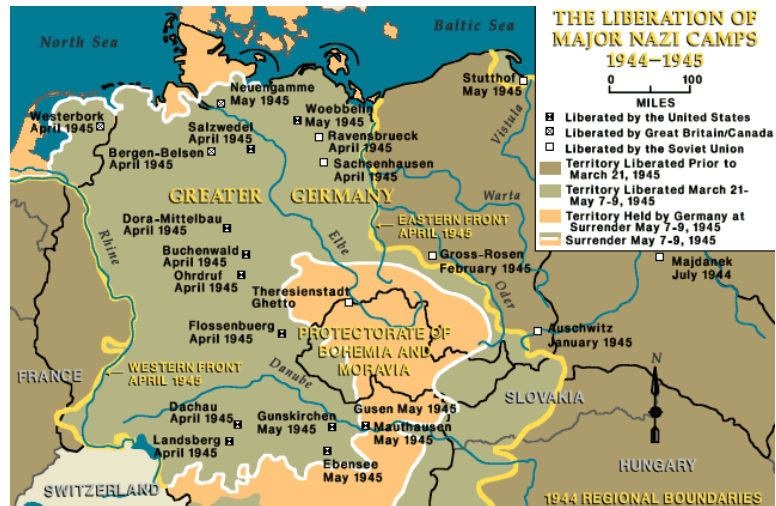 North Sea
Baltic Sea
THE LIBERATION OF
MAJOR NAZI CAMPS
1944–1945
0
100
MILES
Liberated by the United States
Liberated by Great Britain/Canada
Liberated by the Soviet Union
Territory Liberated Prior to
March 21, 1945
Territory Liberated March 21-
May 7-9, 1945
Territory Held by Germany at
Surrender May 7-9, 1945
Surrender May 7-9, 1945
Stutthof
May 1945
Neuengamme
May 1945
Woebbelin
May 1945
Westerbork
April 1945
Salzwedel
April 1945
Ravensbrueck
April 1945
Bergen-Belsen
April 1945
Sachsenhausen
April 1945
Vistula
Warta
GREATER GERMANY
Dora-Mittelbau
April 1945
EASTERN FRONT
APRIL 1945
Rhine
Elbe
Buchenwald
April 1945
Ohrdruf
April 1945
Gross-Rosen
February 1945
Majdanek
July 1944
Oder
Theresienstadt
Ghetto
Flossenbuerg
April 1945
PROTECTORATE OF
BOHEMIA AND
MORAVIA
Auschwitz
January 1945
FRANCE
WESTERN FRONT
APRIL 1945
Danube
N
SLOVAKIA
Dachau
April 1945
Gunskirchen
May 1945
Gusen May 1945
Mauthausen
May 1945
Landsberg
April 1945
Ebensee
May 1945
HUNGARY
SWITZERLAND
1944 REGIONAL BOUNDARIES